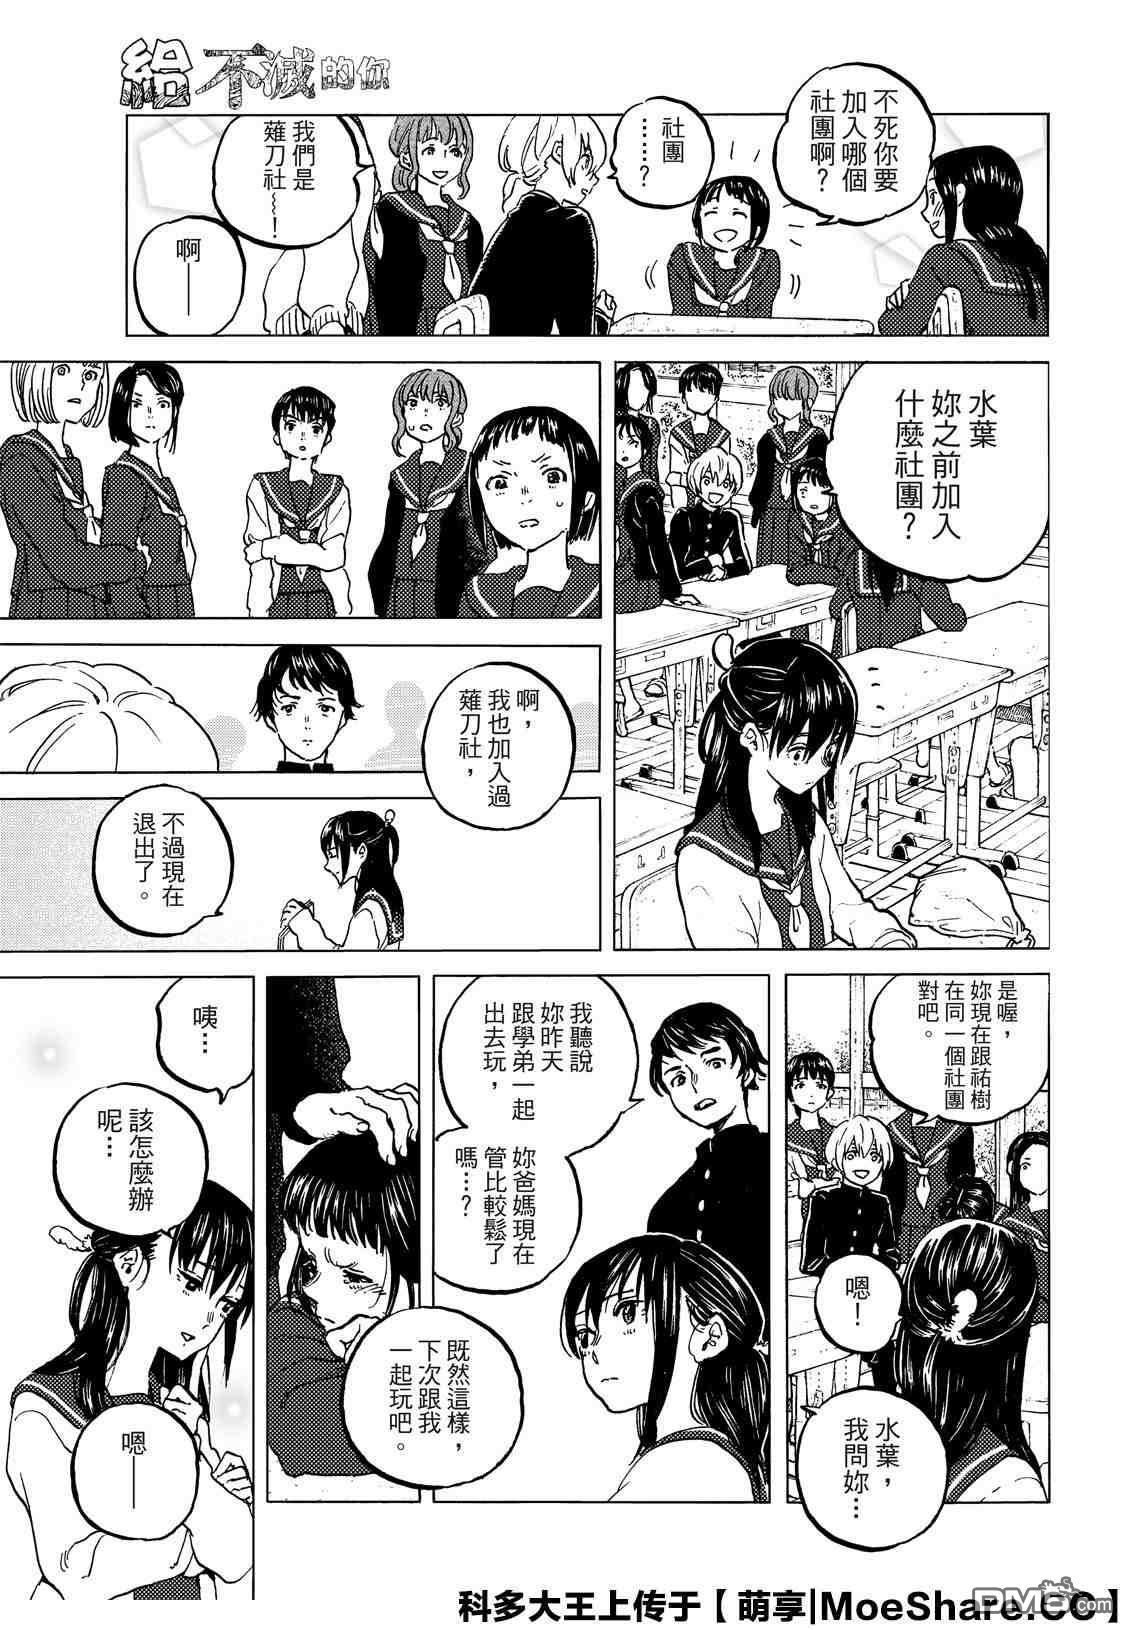 給不滅的你
不死你要
加入哪個
社團啊?
社團
……?
我們是
薙刀社~!
啊——
水葉
妳之前加入
什麼社團?
啊，
我也加入過
薙刀社，
不過現在
退出了。
是喔，
妳現在跟祐樹
在同一個社團
對吧。
嗯!
水葉，
我問妳…
我聽說
妳昨天
跟學弟一起
出去玩，
妳爸媽現在
管比較鬆了
嗎…?
既然這樣，
下次跟我
一起玩吧。
咦…
該怎麼辦
呢…
嗯——
科多大王上传于【萌享|MoeShare.CC】
DM5.com